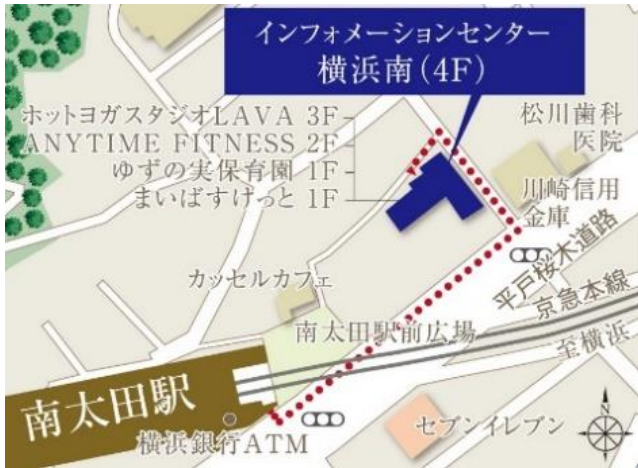 インフォメーションセンター
横浜南(4F)
ホットヨガスタジオLAVA 3F
ANYTIME FITNESS 2F
ゆずの実保育園 1F
まいばすけっと 1F
松川歯科
医院
川崎信用
金庫
平戸桜木道路
京急本線
至横浜
カッセルカフェ
南太田駅前広場
南太田駅
横浜銀行ATM
セブンイレブン
N